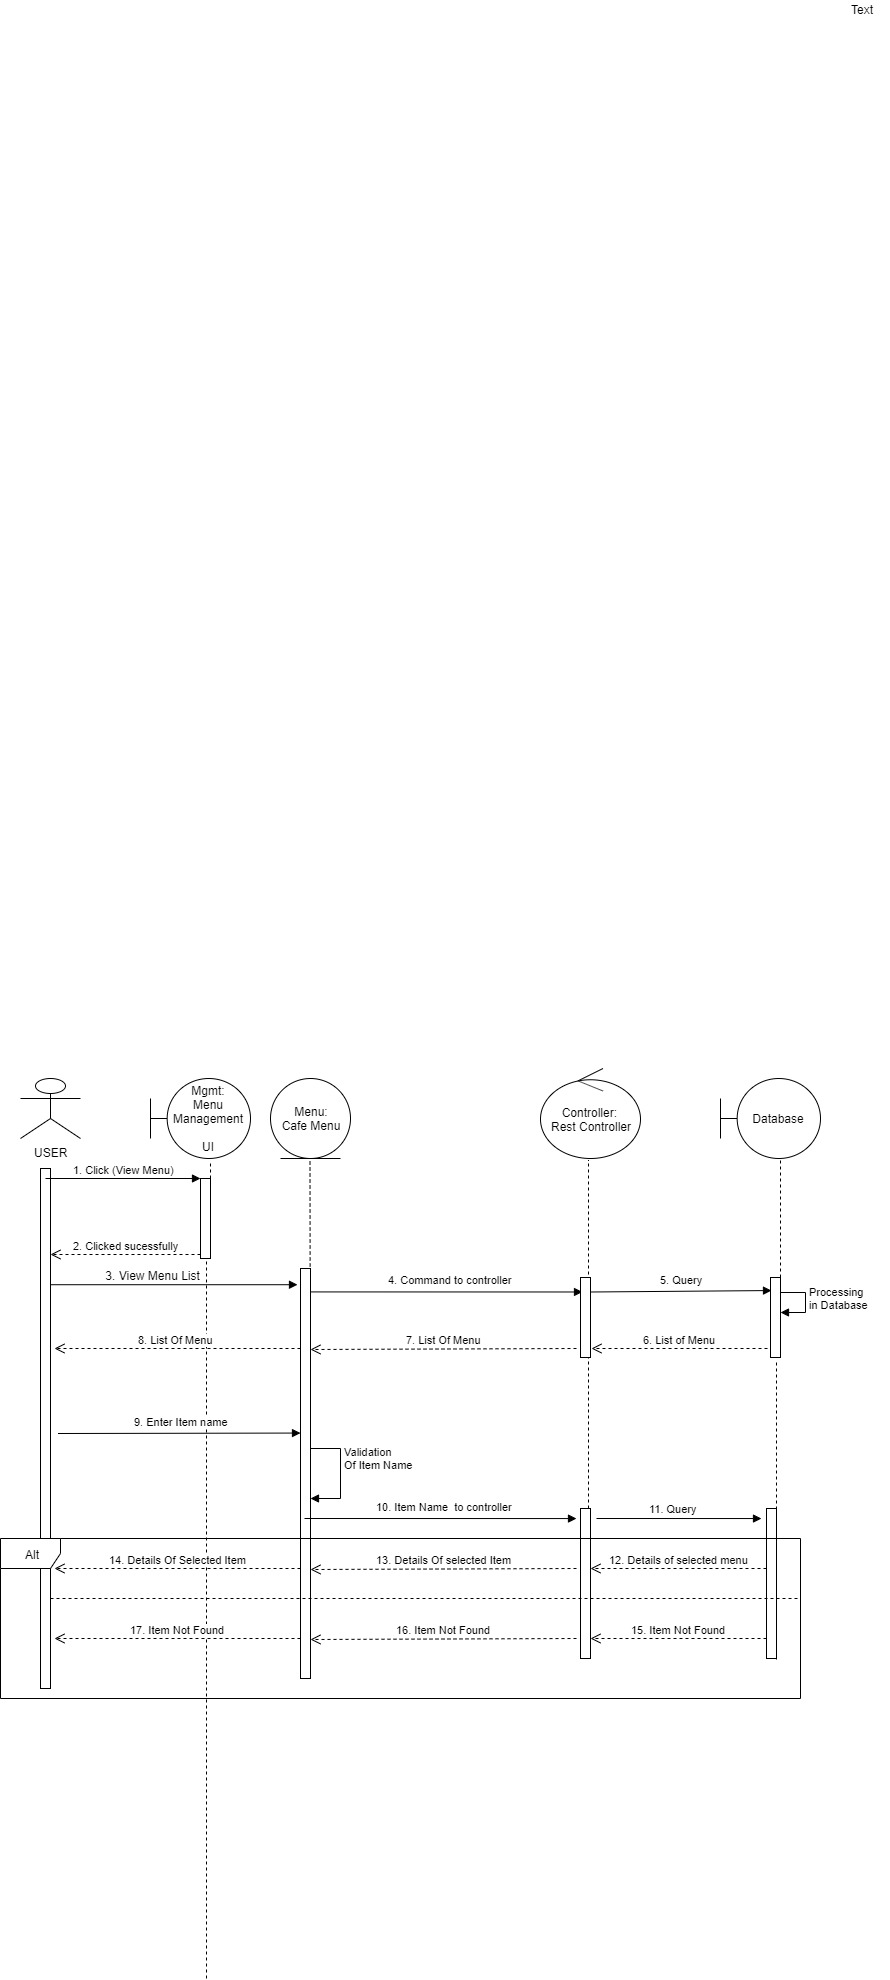 Text
Mgmt:
Menu
Management
UI
Menu:
Cafe Menu
Controller:
Rest Controller
Database
USER
1. Click (View Menu)
2. Clicked sucessfully
3. View Menu List
4. Command to controller
5. Query
Processing
in Database
8. List Of Menu
7. List Of Menu
6. List of Menu
9. Enter Item name
Validation
Of Item Name
10. Item Name  to controller
11. Query
Alt
14. Details Of Selected Item
13. Details Of selected Item
12. Details of selected menu
17. Item Not Found
16. Item Not Found
15. Item Not Found